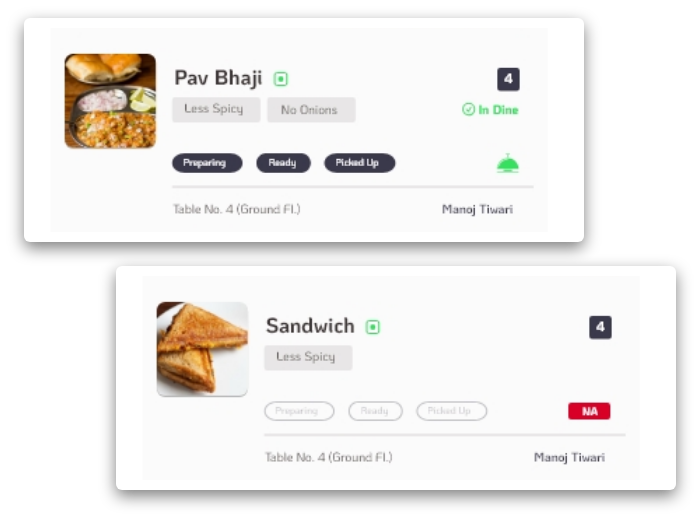 Pav Bhaji 4
Less Spicy No Onions In Dine
Preparing Ready Picked Up
Table No. 4 (Ground Fl.) Manoj Tiwari
Sandwich 4
Less Spicy
Preparing Ready Picked Up NA
Table No. 4 (Ground Fl.) Manoj Tiwari